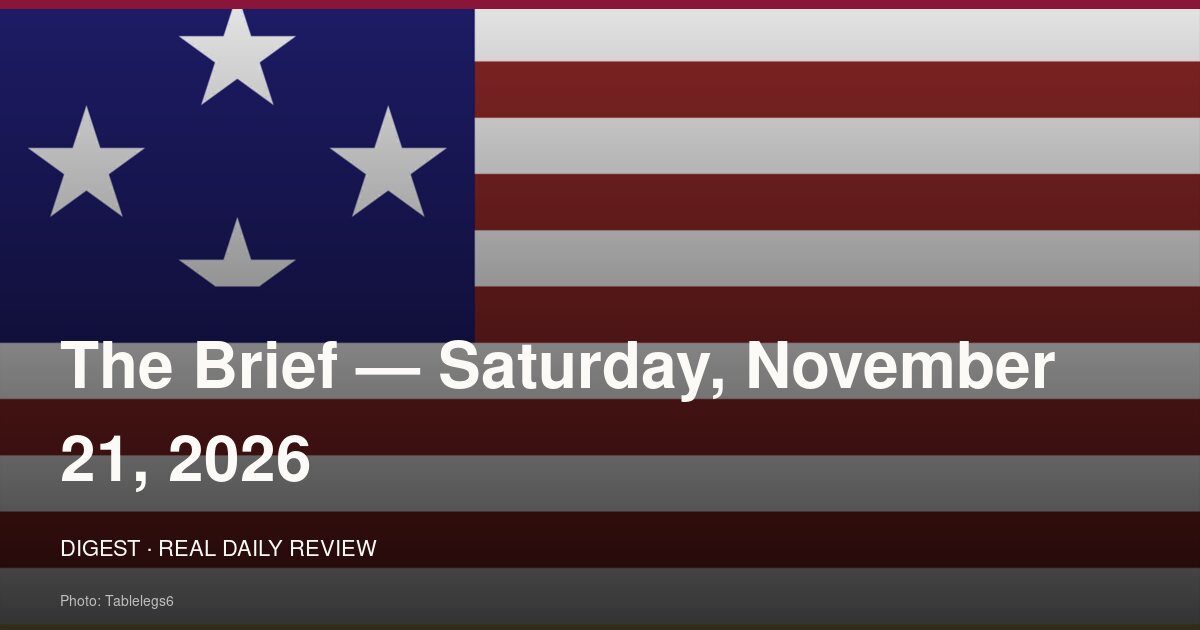 The Brief — Saturday, November
21, 2026
DIGEST · REAL DAILY REVIEW
Photo: Tablelegs6